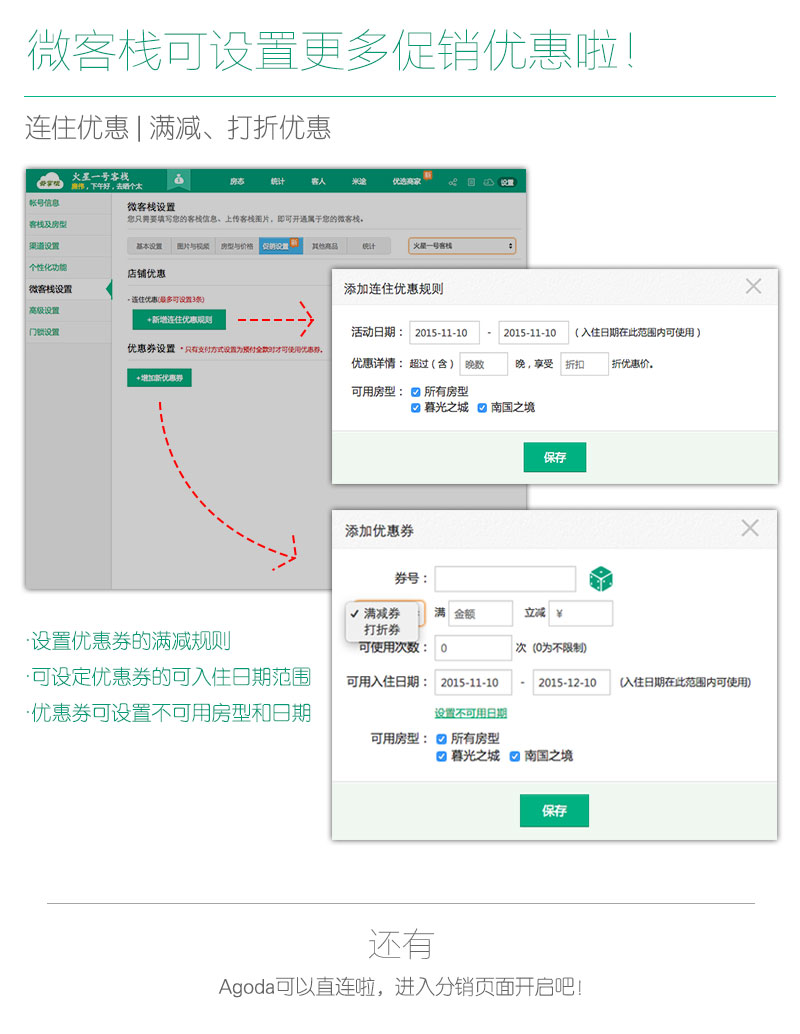 微客栈可设置更多促销优惠啦！
连住优惠 | 满减、打折优惠
火星一号客栈
下午好，去晒个太
房态 统计 客人 米途 优选商家 设置
帐号信息
客栈及房型
渠道设置
个性化功能
微客栈设置
高级设置
门锁设置
微客栈设置
您只需要填写您的客栈信息、上传客栈图片，即可开通属于您的微客栈。
基本设置 图片与视频 房型与价格 促销设置 其他商品 统计 火星一号客栈
店铺优惠
- 连住优惠(最多可设置3条)
+新增连住优惠规则
优惠券设置 * 只有支付方式设置为预付全款时才可使用优惠券。
+增加新优惠券
添加连住优惠规则
活动日期： 2015-11-10 - 2015-11-10 （ 入住日期在此范围内可使用 ）
优惠详情： 超过（含） 晚数 晚，享受 折扣 折优惠价。
可用房型： 所有房型
暮光之城 南国之境
保存
添加优惠券
券号：
✓ 满减券 满 金额 立减 ¥
打折券
可使用次数： 0 次 (0为不限制)
可用入住日期： 2015-11-10 - 2015-12-10 (入住日期在此范围内可使用)
设置不可用日期
可用房型： 所有房型
暮光之城 南国之境
保存
·设置优惠券的满减规则
·可设定优惠券的可入住日期范围
·优惠券可设置不可用房型和日期
还有
Agoda可以直连啦，进入分销页面开启吧！